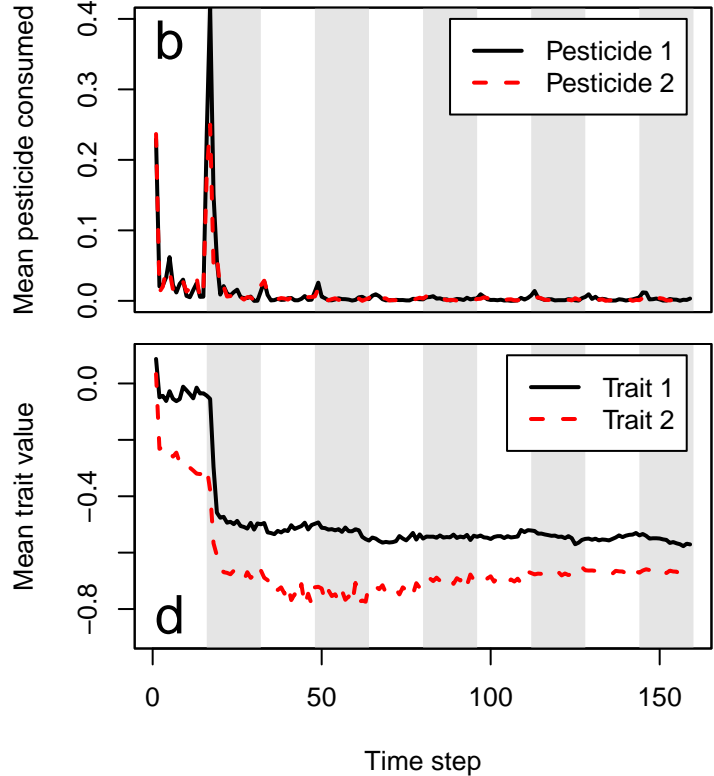 Mean pesticide consumed
0.4
0.3
0.2
0.1
0.0
b
Pesticide 1
Pesticide 2
Mean trait value
0.0
−0.4
−0.8
d
Trait 1
Trait 2
0 50 100 150
Time step